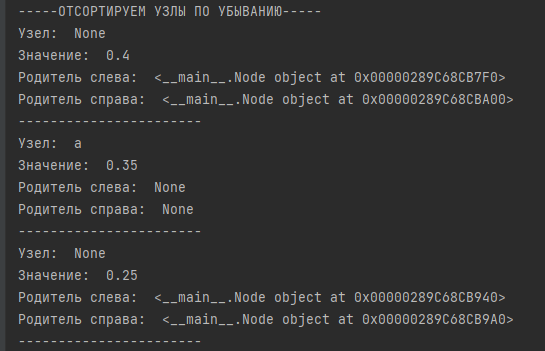 -----ОТСОРТИРУЕМ УЗЛЫ ПО УБЫВАНИЮ-----
Узел:  None
Значение:  0.4
Родитель слева:  <__main__.Node object at 0x00000289C68CB7F0>
Родитель справа:  <__main__.Node object at 0x00000289C68CBA00>
-----------------------
Узел:  a
Значение:  0.35
Родитель слева:  None
Родитель справа:  None
-----------------------
Узел:  None
Значение:  0.25
Родитель слева:  <__main__.Node object at 0x00000289C68CB940>
Родитель справа:  <__main__.Node object at 0x00000289C68CB9A0>
-----------------------